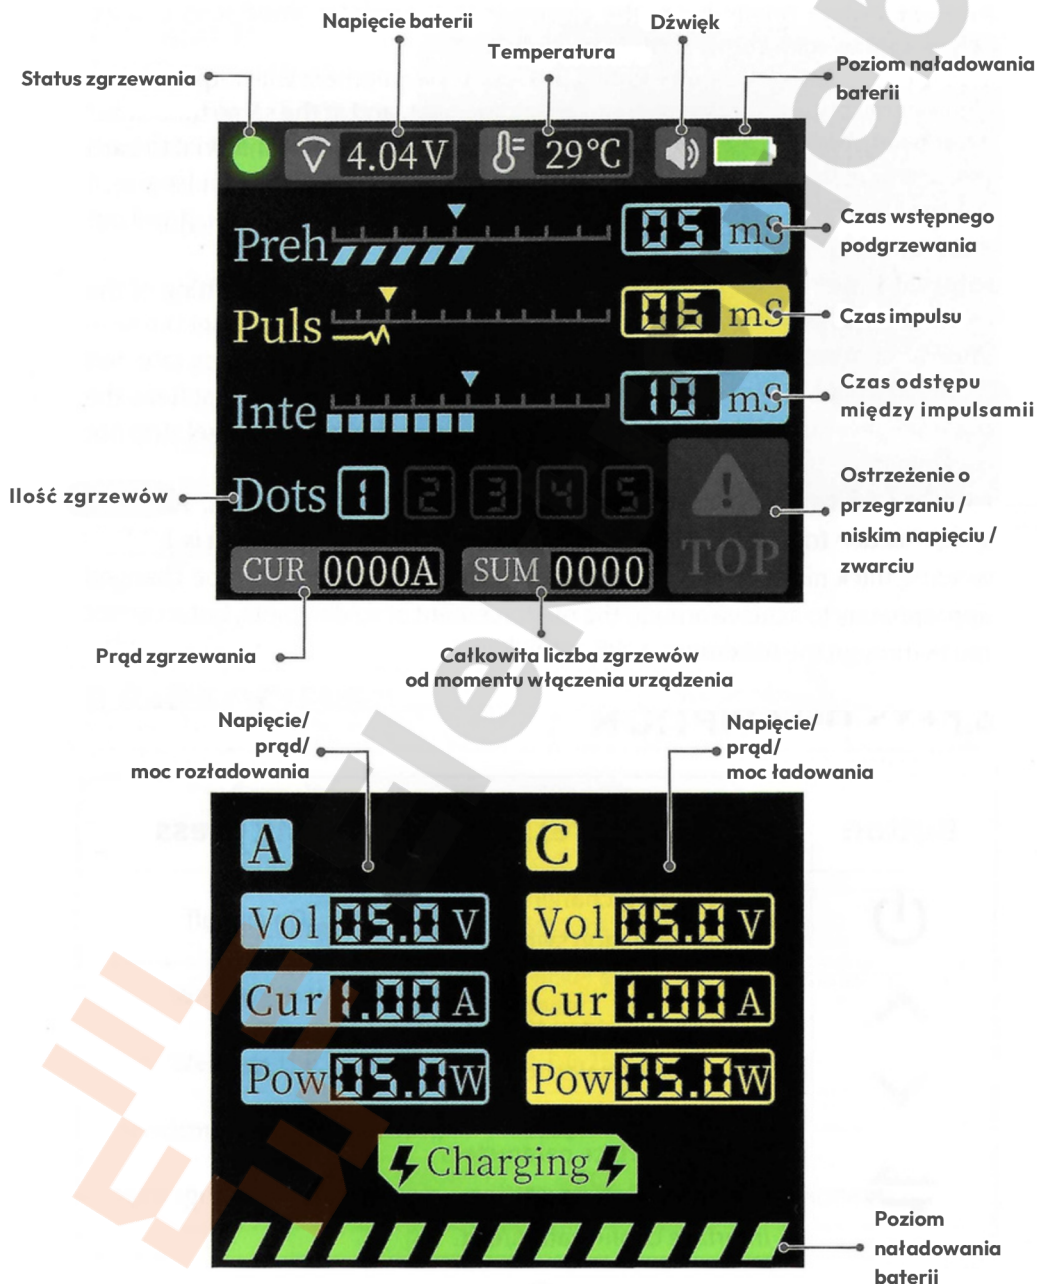 Napięcie baterii
Dźwięk
Temperatura
Status zgrzewania
Poziom naładowania
baterii
4.04V
29°C
Preh
05 mS
Czas wstępnego
podgrzewania
Puls
06 mS
Czas impulsu
Inte
10 mS
Czas odstępu
między impulsamii
Ilość zgrzewów
Dots 1 2 3 4 5
TOP
Ostrzeżenie o
przegrzaniu /
niskim napięciu /
zwarciu
CUR 0000A
SUM 0000
Prąd zgrzewania
Całkowita liczba zgrzewów
od momentu włączenia urządzenia
Napięcie/
prąd/
moc rozładowania
Napięcie/
prąd/
moc ładowania
A
C
Vol 05.0 V
Vol 05.0 V
Cur 1.00 A
Cur 1.00 A
Pow 05.0W
Pow 05.0W
Charging
Poziom
naładowania
baterii